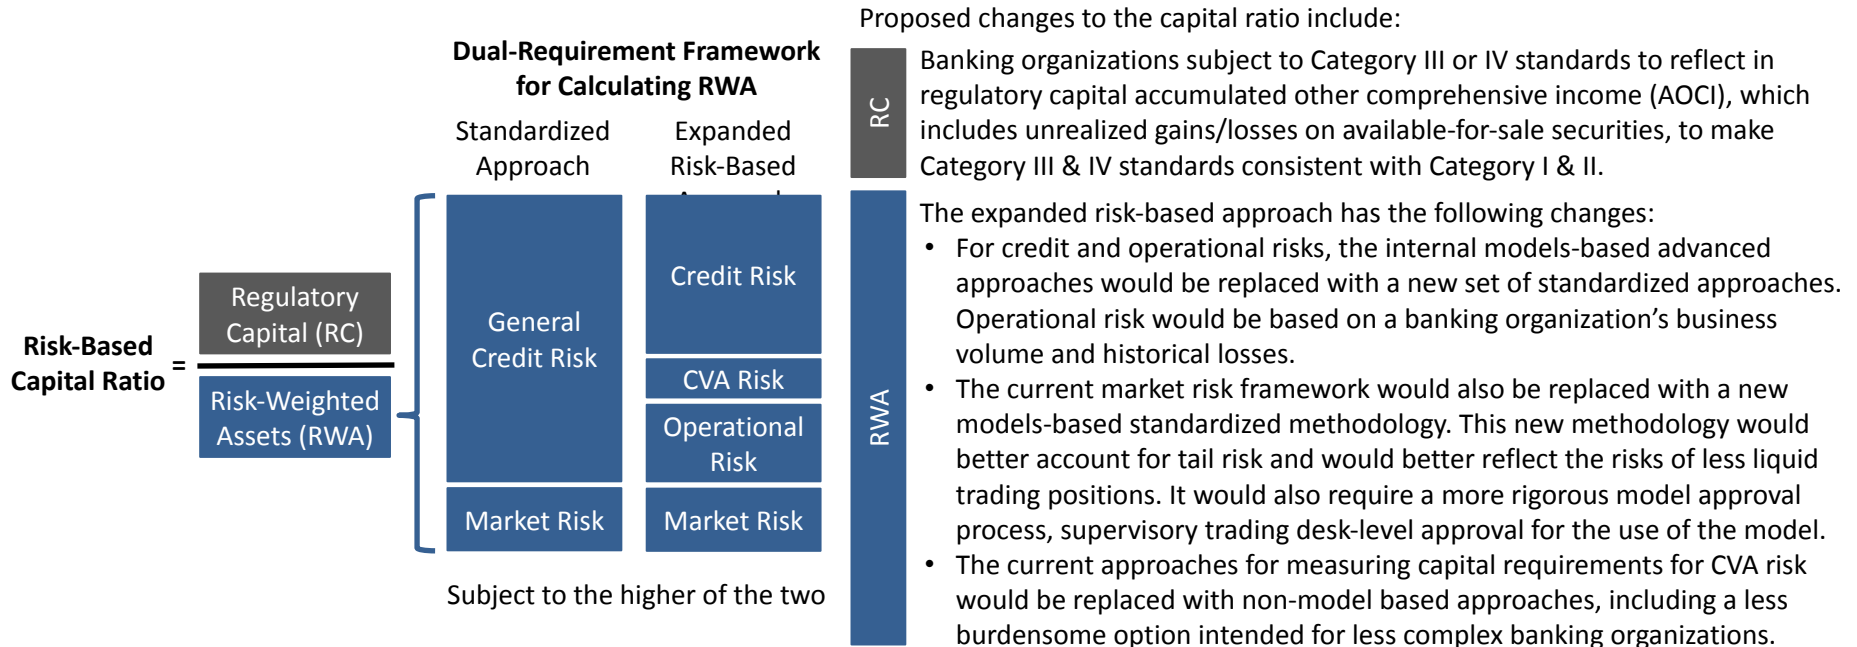 Dual-Requirement Framework
for Calculating RWA
Standardized
Approach
Expanded
Risk-Based
General
Credit Risk
Market Risk
Credit Risk
CVA Risk
Operational
Risk
Market Risk
Subject to the higher of the two
Risk-Based
Capital Ratio
=
Regulatory
Capital (RC)
Risk-Weighted
Assets (RWA)
Proposed changes to the capital ratio include:
RC
Banking organizations subject to Category III or IV standards to reflect in
regulatory capital accumulated other comprehensive income (AOCI), which
includes unrealized gains/losses on available-for-sale securities, to make
Category III & IV standards consistent with Category I & II.
RWA
The expanded risk-based approach has the following changes:
• For credit and operational risks, the internal models-based advanced
approaches would be replaced with a new set of standardized approaches.
Operational risk would be based on a banking organization’s business
volume and historical losses.
• The current market risk framework would also be replaced with a new
models-based standardized methodology. This new methodology would
better account for tail risk and would better reflect the risks of less liquid
trading positions. It would also require a more rigorous model approval
process, supervisory trading desk-level approval for the use of the model.
• The current approaches for measuring capital requirements for CVA risk
would be replaced with non-model based approaches, including a less
burdensome option intended for less complex banking organizations.